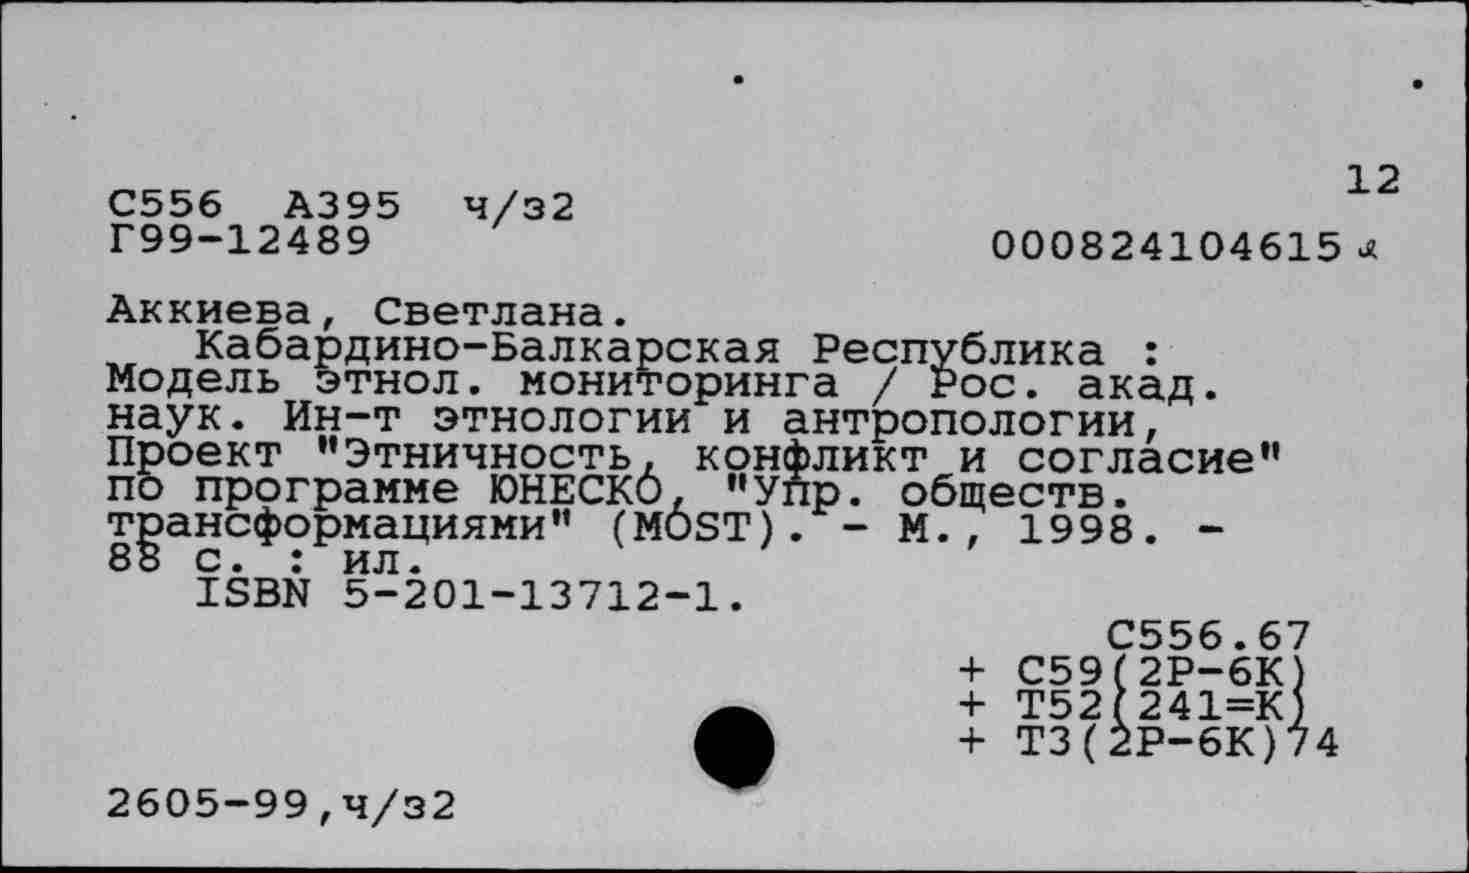 12
С556 А395 ч/з2
Г99-12489
000824104615
Аккиева, Светлана.
Кабардино-Балкарская Республика :
Модель этнол. мониторинга / Рос. акад.
наук. Ин-т этнологии и антропологии,
Проект "Этничность, конфликт и согласие"
по программе ЮНЕСКО, "Упр. обществ.
трансформациями" (MOST). - М., 1998. -
88 с. : ил.
ISBN 5-201-13712-1.
С556.67
+ С59(2Р-6К)
+ Т52(241=К)
+ Т3(2Р-6К)74
2605-99,ч/з2